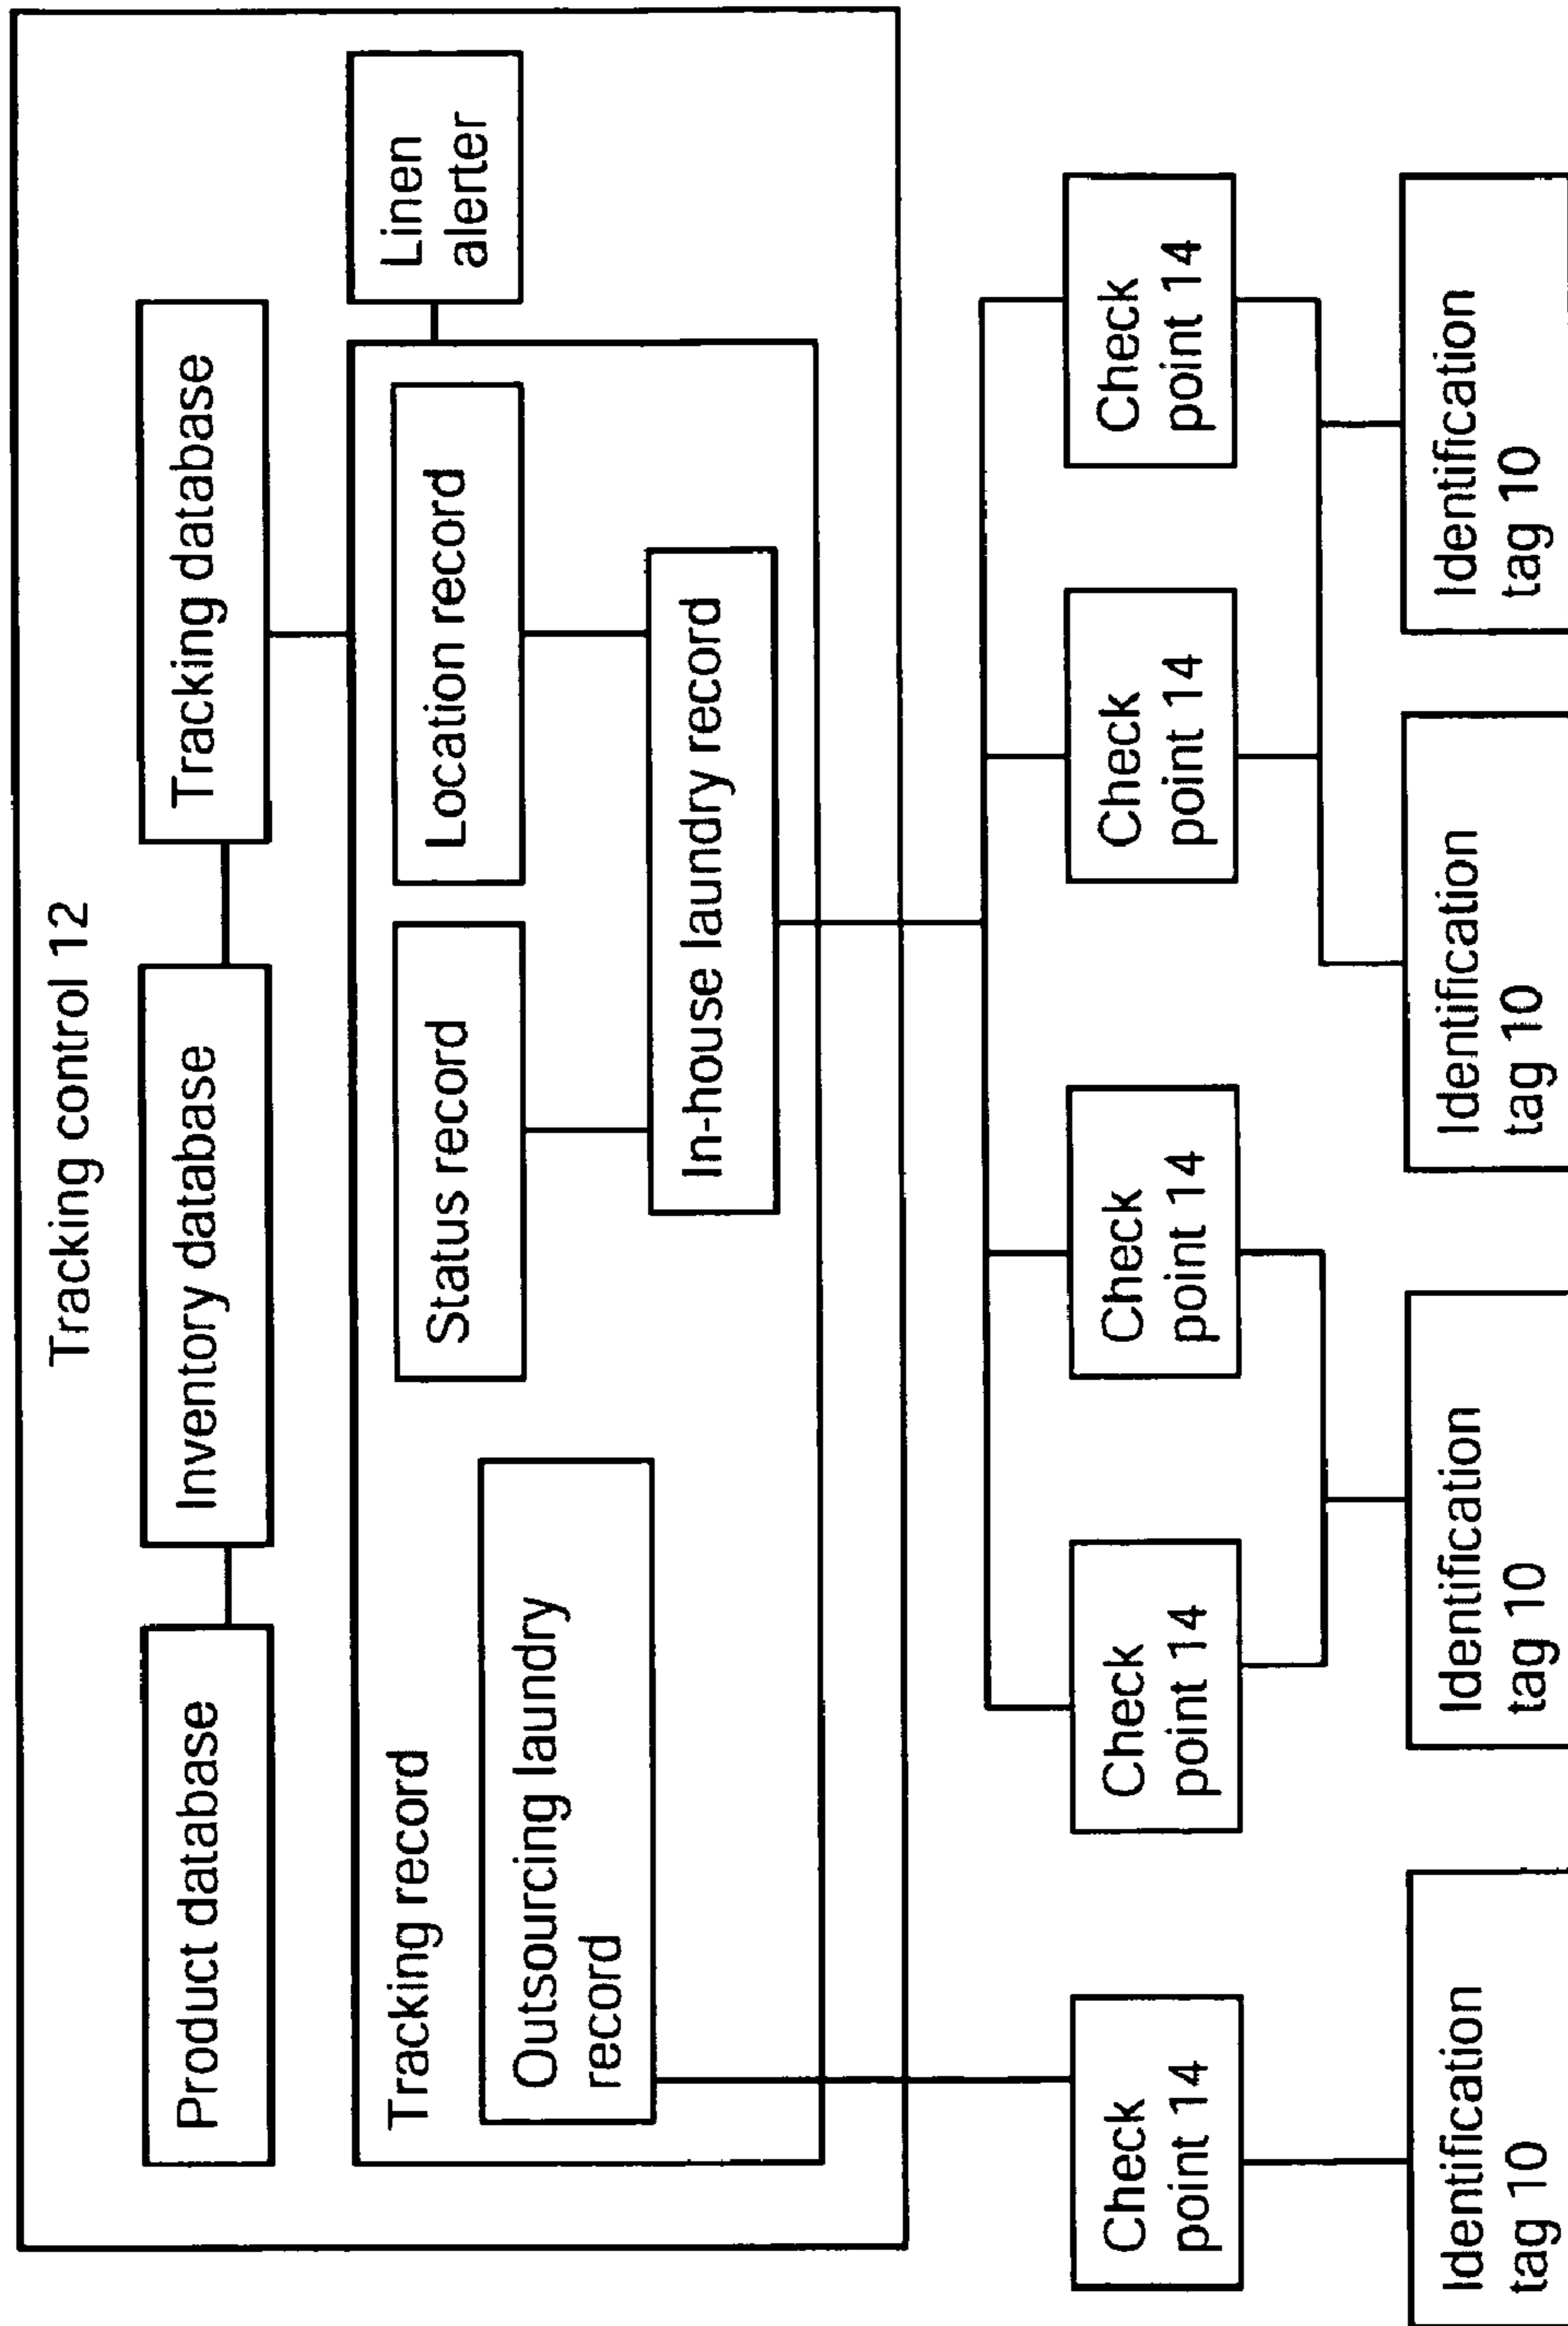 Tracking control 12
Product database
Inventory database
Tracking database
Tracking record
Outsourcing laundry
record
Status record
Location record
In-house laundry record
Linen
alerter
Check
point 14
Check
point 14
Check
point 14
Check
point 14
Check
point 14
Identification
tag 10
Identification
tag 10
Identification
tag 10
Identification
tag 10